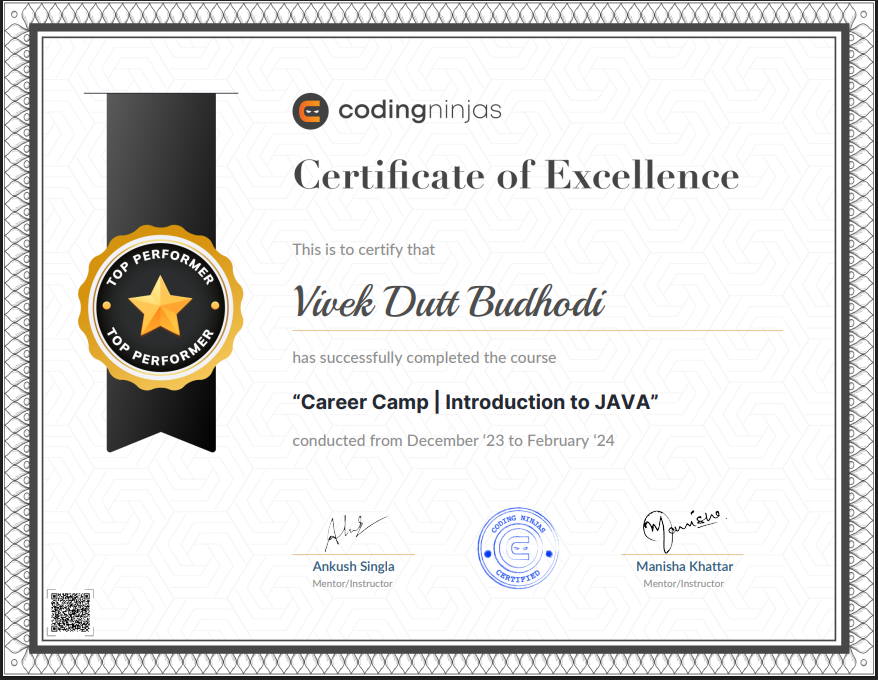 codingninjas
Certificate of Excellence
This is to certify that
TOP PERFORMER
TOP PERFORMER
Vivek Dutt Budhodi
has successfully completed the course
“Career Camp | Introduction to JAVA”
conducted from December ‘23 to February ‘24
CODING NINJAS
CERTIFIED
Manisha
Ankush Singla
Manisha Khattar
Mentor/Instructor
Mentor/Instructor